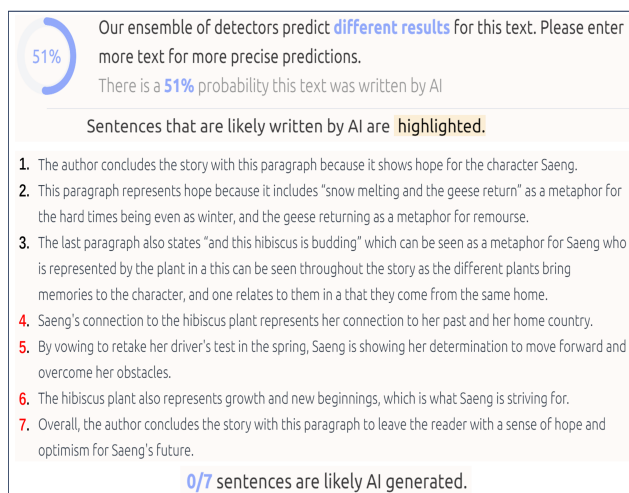 51%
Our ensemble of detectors predict different results for this text. Please enter
more text for more precise predictions.
There is a 51% probability this text was written by AI
Sentences that are likely written by AI are highlighted.
1. The author concludes the story with this paragraph because it shows hope for the character Saeng.
2. This paragraph represents hope because it includes “snow melting and the geese return” as a metaphor for
the hard times being even as winter, and the geese returning as a metaphor for remourse.
3. The last paragraph also states “and this hibiscus is budding” which can be seen as a metaphor for Saeng who
is represented by the plant in a this can be seen throughout the story as the different plants bring
memories to the character, and one relates to them in a that they come from the same home.
4. Saeng's connection to the hibiscus plant represents her connection to her past and her home country.
5. By vowing to retake her driver's test in the spring, Saeng is showing her determination to move forward and
overcome her obstacles.
6. The hibiscus plant also represents growth and new beginnings, which is what Saeng is striving for.
7. Overall, the author concludes the story with this paragraph to leave the reader with a sense of hope and
optimism for Saeng's future.
0/7 sentences are likely AI generated.